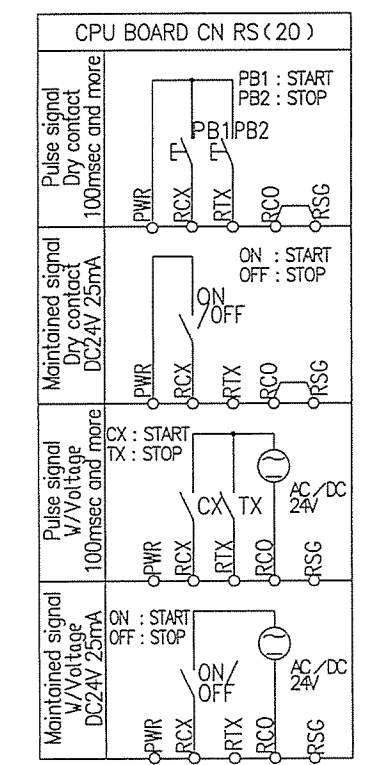 CPU BOARD CN RS(20)
Pulse signal
Dry contact
100msec and more
PB1 : START
PB2 : STOP
PB1 PB2
PWR RCX RTX RCO RSG
Maintained signal
Dry contact
DC24V 25mA
ON : START
OFF : STOP
ON
OFF
PWR RCX RTX RCO RSG
Pulse signal
W/Voltage
100msec and more
CX : START
TX : STOP
CX TX
AC/DC
24V
PWR RCX RTX RCO RSG
Maintained signal
W/Voltage
DC24V 25mA
ON : START
OFF : STOP
ON
OFF
AC/DC
24V
PWR RCX RTX RCO RSG